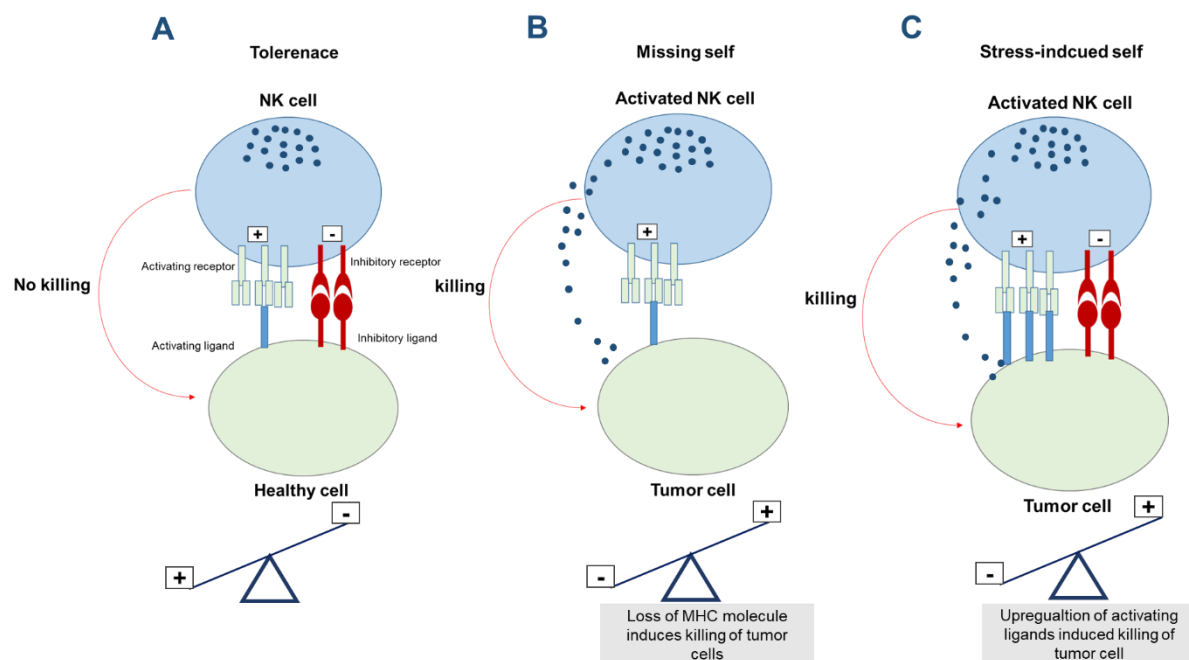 A
Tolerenace
NK cell
+
-
Activating receptor
Inhibitory receptor
No killing
Activating ligand
Inhibitory ligand
Healthy cell
-
+
B
Missing self
Activated NK cell
+
killing
Tumor cell
+
-
Loss of MHC molecule
induces killing of tumor
cells
C
Stress-indcued self
Activated NK cell
+
-
killing
Tumor cell
+
-
Upregualtion of activating
ligands induced killing of
tumor cell